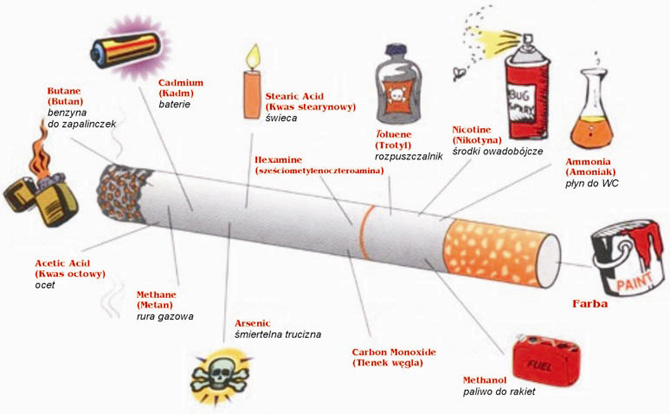 Butane
(Butan)
benzyna
do zapalinczek
Cadmium
(Kadm)
baterie
Stearic Acid
(Kwas stearynowy)
świeca
Toluene
(Trotyl)
rozpuszczalnik
Nicotine
(Nikotyna)
środki owadobójcze
BUG
SPRAY
Ammonia
(Amoniak)
płyn do WC
Hexamine
(sześciometylenoczteroamina)
Acetic Acid
(Kwas octowy)
ocet
Methane
(Metan)
rura gazowa
Arsenic
śmiertelna trucizna
Carbon Monoxide
(Tlenek węgla)
Methanol
paliwo do rakiet
FUEL
PAINT
Farba